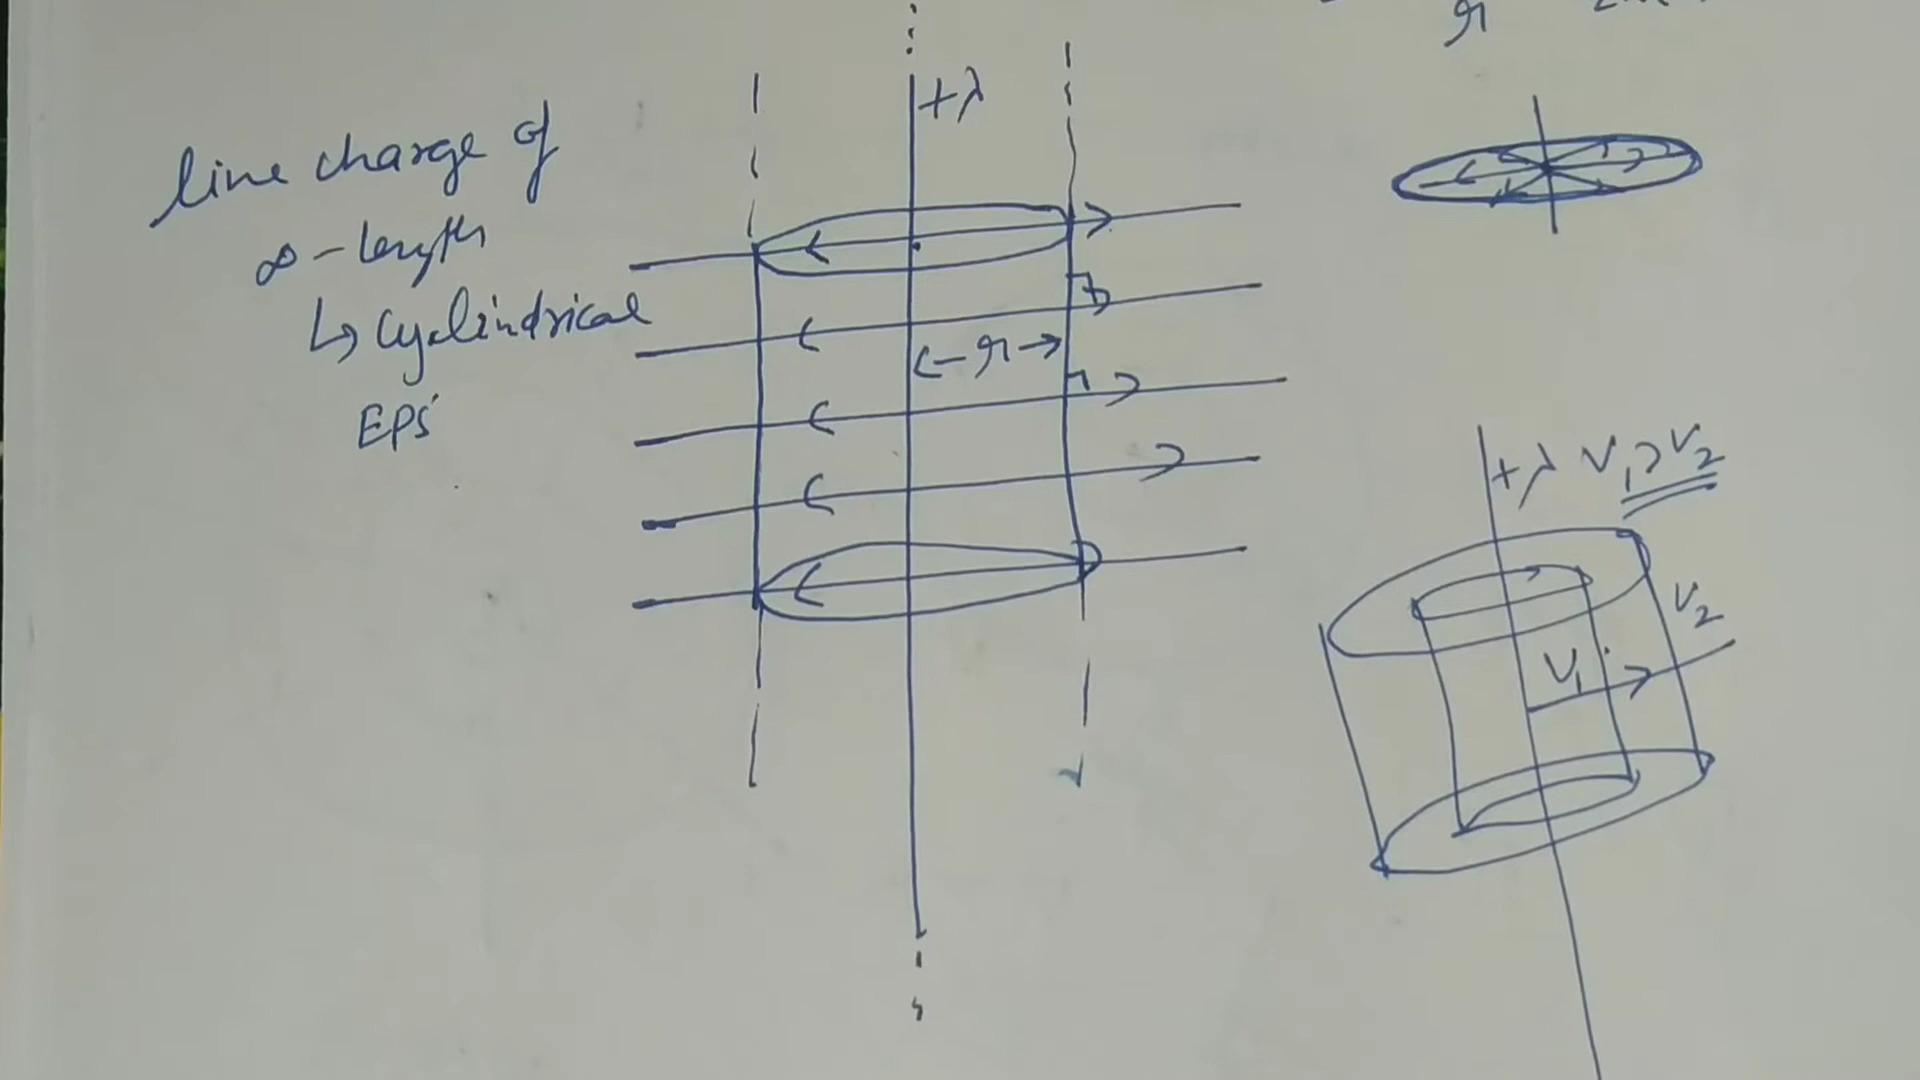 line charge of
∞ - length
↳ Cylindrical
EPS
+λ
r
r
+λ V₁ > V₂
V₂
V₁